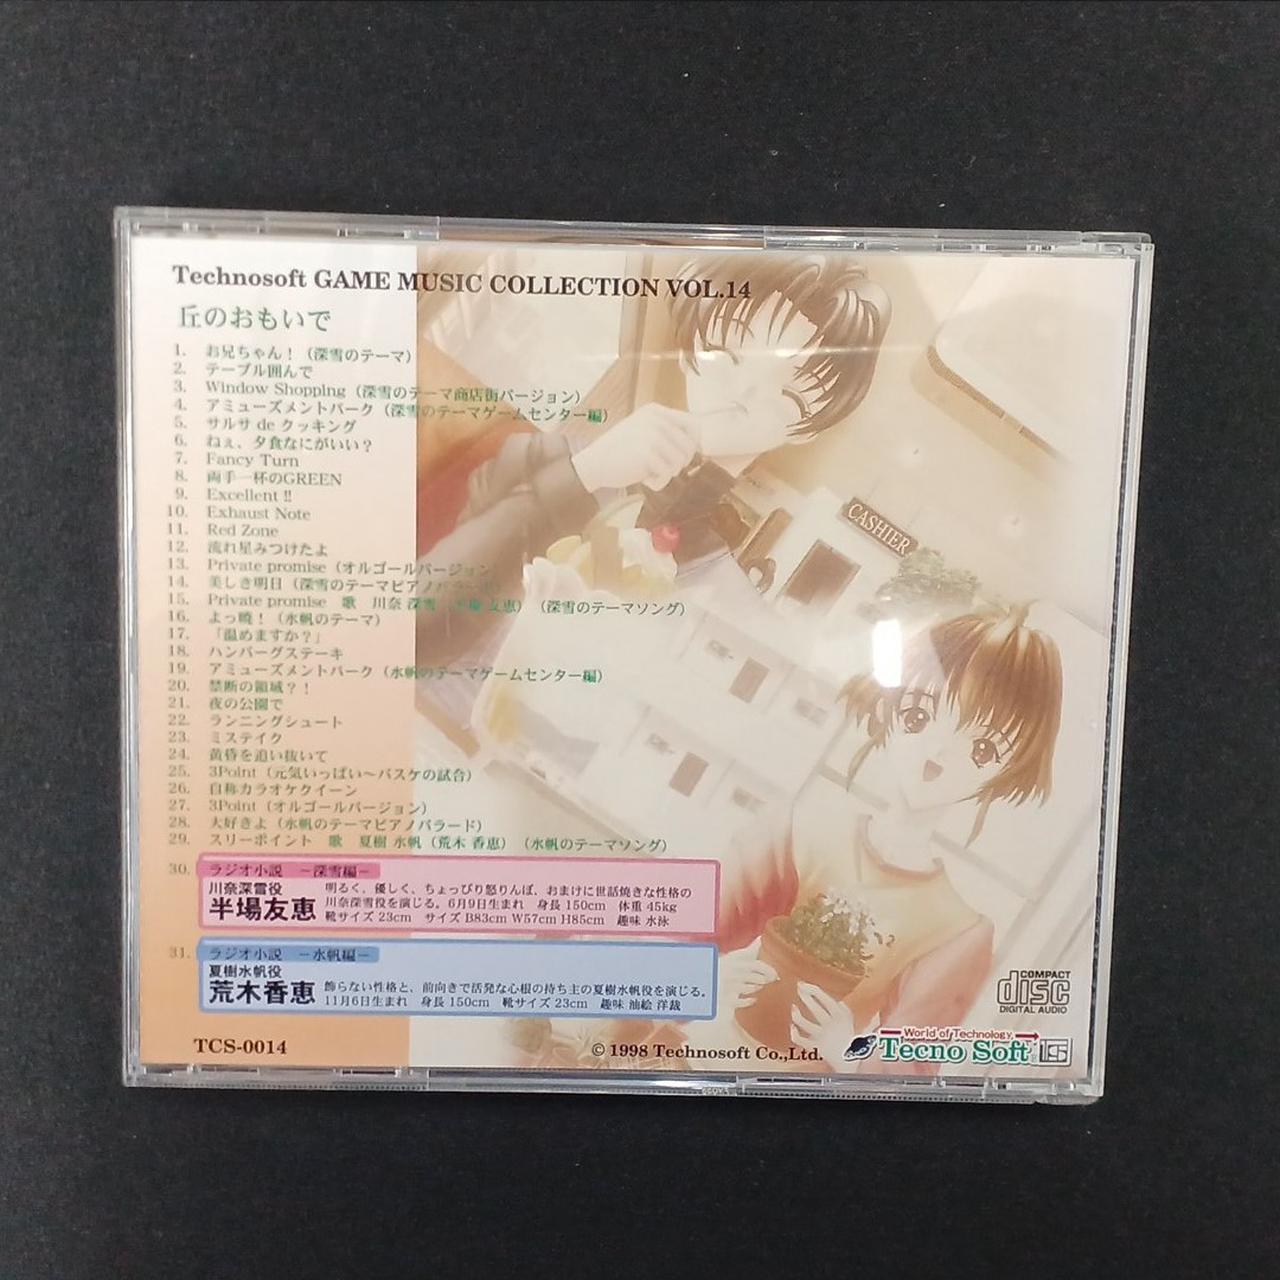 Technosoft GAME MUSIC COLLECTION VOL.14
丘のおもいで
1. お兄ちゃん！（深雪のテーマ）
2. テーブル囲んで
3. Window Shopping（深雪のテーマ商店街バージョン）
4. アミューズメントパーク（深雪のテーマゲームセンター編）
5. サルサ de クッキング
6. ねぇ、夕食なにがいい？
7. Fancy Turn
8. 両手一杯のGREEN
9. Excellent !!
10. Exhaust Note
11. Red Zone
12. 流れ星みつけたよ
13. Private promise（オルゴールバージョン）
14. 美しき明日（深雪のテーマピアノバラード）
15. Private promise 歌 川奈 深雪（半場 友恵）（深雪のテーマソング）
16. よっ暁！（水帆のテーマ）
17. 「温めますか？」
18. ハンバーグステーキ
19. アミューズメントパーク（水帆のテーマゲームセンター編）
20. 禁断の領域？！
21. 夜の公園で
22. ランニングシュート
23. ミステイク
24. 黄昏を追い抜いて
25. 3Point（元気いっぱい〜バスケの試合）
26. 自称カラオケクイーン
27. 3Point（オルゴールバージョン）
28. 大好きよ（水帆のテーマピアノバラード）
29. スリーポイント 歌 夏樹 水帆（荒木 香恵）（水帆のテーマソング）
30. ラジオ小説 −深雪編−
川奈深雪役
半場友恵
明るく、優しく、ちょっぴり怒りんぼ、おまけに世話焼きな性格の
川奈深雪役を演じる。6月9日生まれ 身長 150cm 体重 45kg
靴サイズ 23cm サイズ B83cm W57cm H85cm 趣味 水泳
31. ラジオ小説 −水帆編−
夏樹水帆役
荒木香恵
飾らない性格と、前向きで活発な心根の持ち主の夏樹水帆役を演じる。
11月6日生まれ 身長 150cm 靴サイズ 23cm 趣味 油絵 洋裁
TCS-0014
© 1998 Technosoft Co.,Ltd.
World of Technology
Tecno Soft
CASHIER
COMPACT
disc
DIGITAL AUDIO